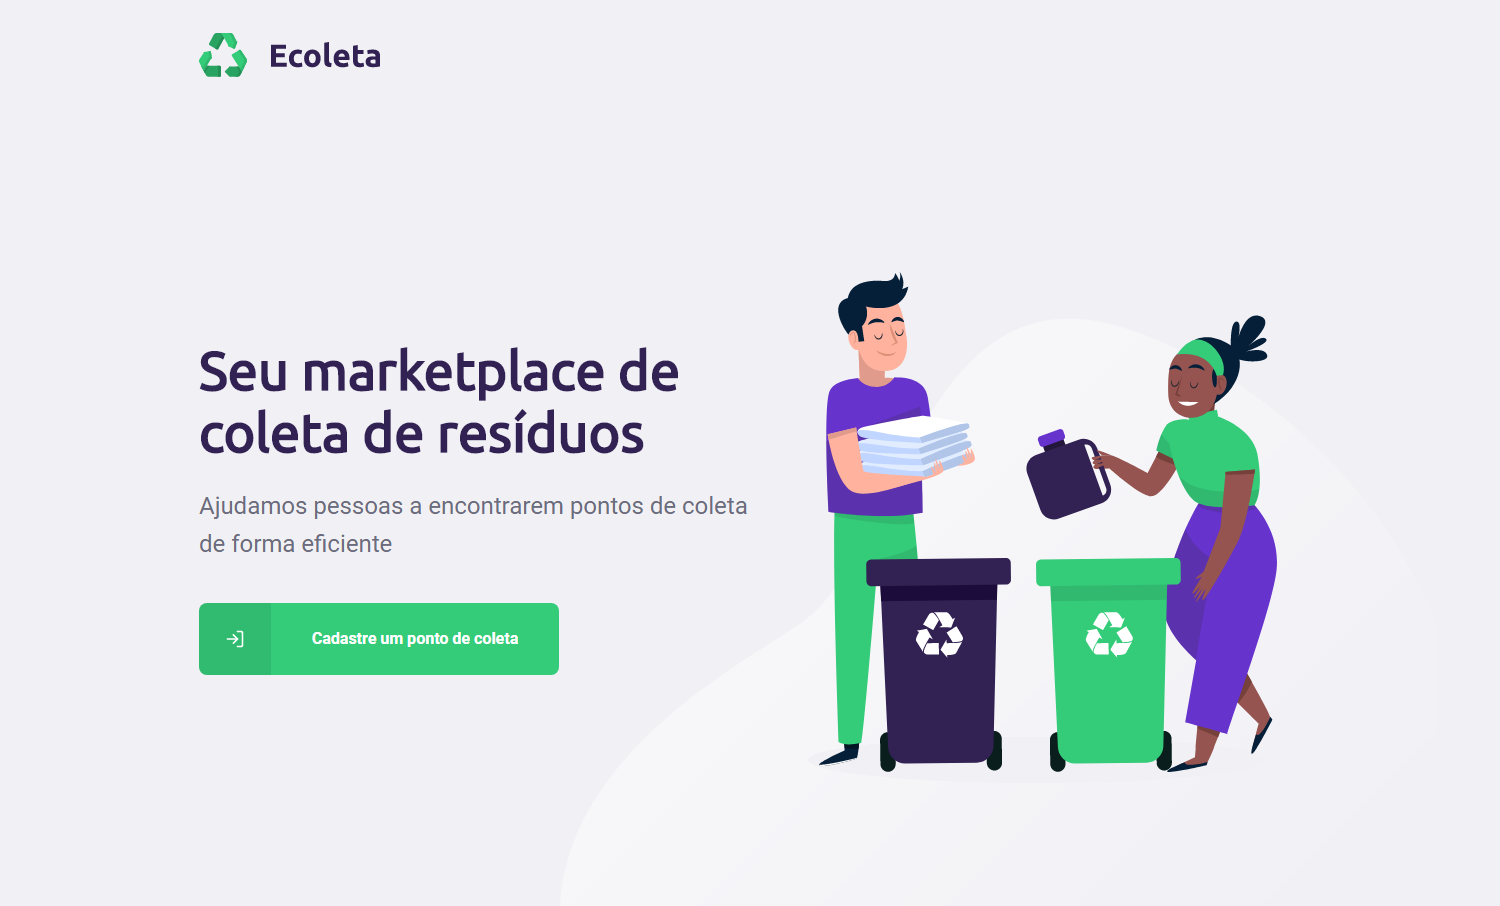 Ecoleta
Seu marketplace de
coleta de resíduos
Ajudamos pessoas a encontrarem pontos de coleta
de forma eficiente
Cadastre um ponto de coleta